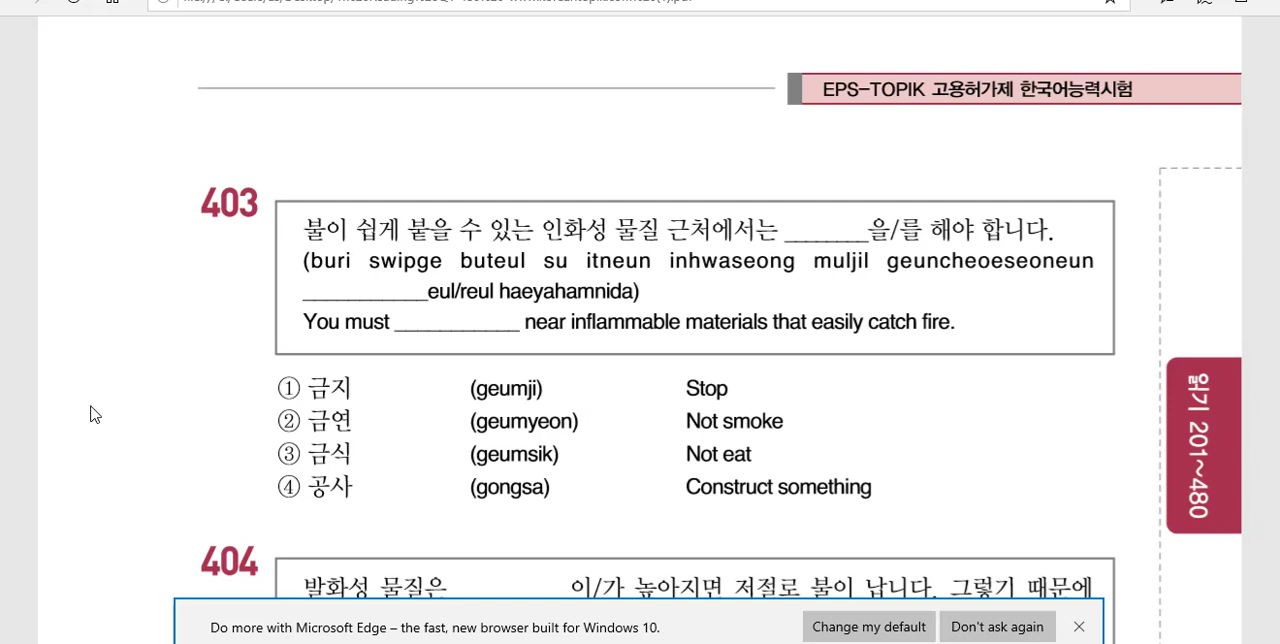 EPS-TOPIK 고용허가제 한국어능력시험
403
불이 쉽게 붙을 수 있는 인화성 물질 근처에서는 ________을/를 해야 합니다.
(buri swipge buteul su itneun inhwaseong muljil geuncheoeseoneun
____________eul/reul haeyahamnida)
You must ____________ near inflammable materials that easily catch fire.
① 금지 (geumji) Stop
② 금연 (geumyeon) Not smoke
③ 금식 (geumsik) Not eat
④ 공사 (gongsa) Construct something
읽기 201~480
404
발화성 물질은 이/가 높아지면 저절로 불이 납니다. 그렇기 때문에
Do more with Microsoft Edge – the fast, new browser built for Windows 10.
Change my default
Don't ask again